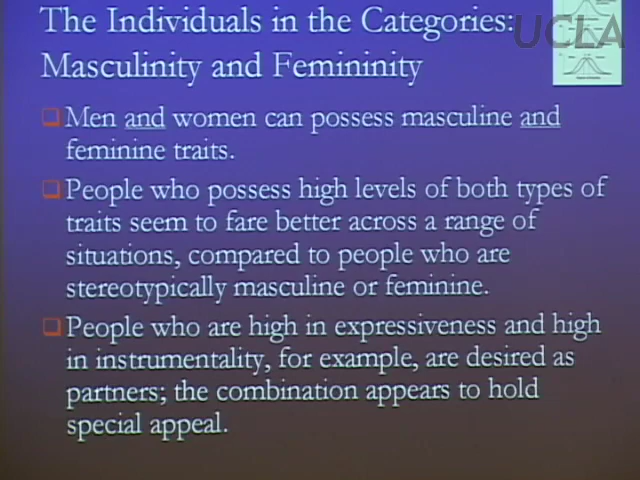 The Individuals in the Categories:
Masculinity and Femininity
UCLA
Men and women can possess masculine and
feminine traits.
People who possess high levels of both types of
traits seem to fare better across a range of
situations, compared to people who are
stereotypically masculine or feminine.
People who are high in expressiveness and high
in instrumentality, for example, are desired as
partners; the combination appears to hold
special appeal.